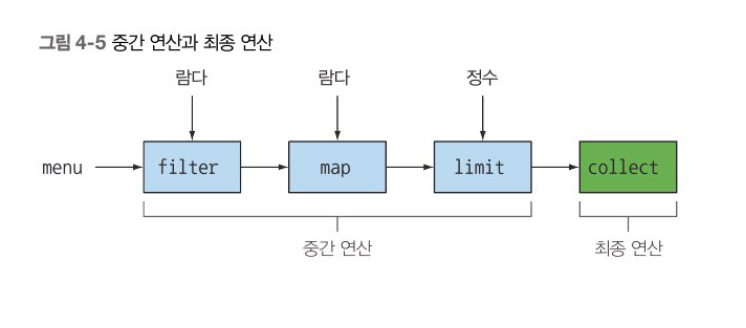 그림 4-5 중간 연산과 최종 연산
람다 람다 정수
menu filter map limit collect
중간 연산 최종 연산